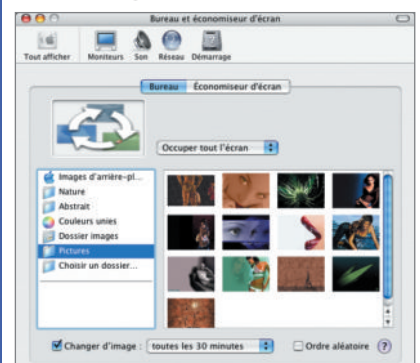 Bureau et économiseur d'écran
Tout afficher Moniteurs Son Réseau Démarrage
Bureau Économiseur d'écran
Occuper tout l'écran
Images d'arrière-pl...
Nature
Abstrait
Couleurs unies
Dossier images
Pictures
Choisir un dossier...
Changer d'image : toutes les 30 minutes Ordre aléatoire ?